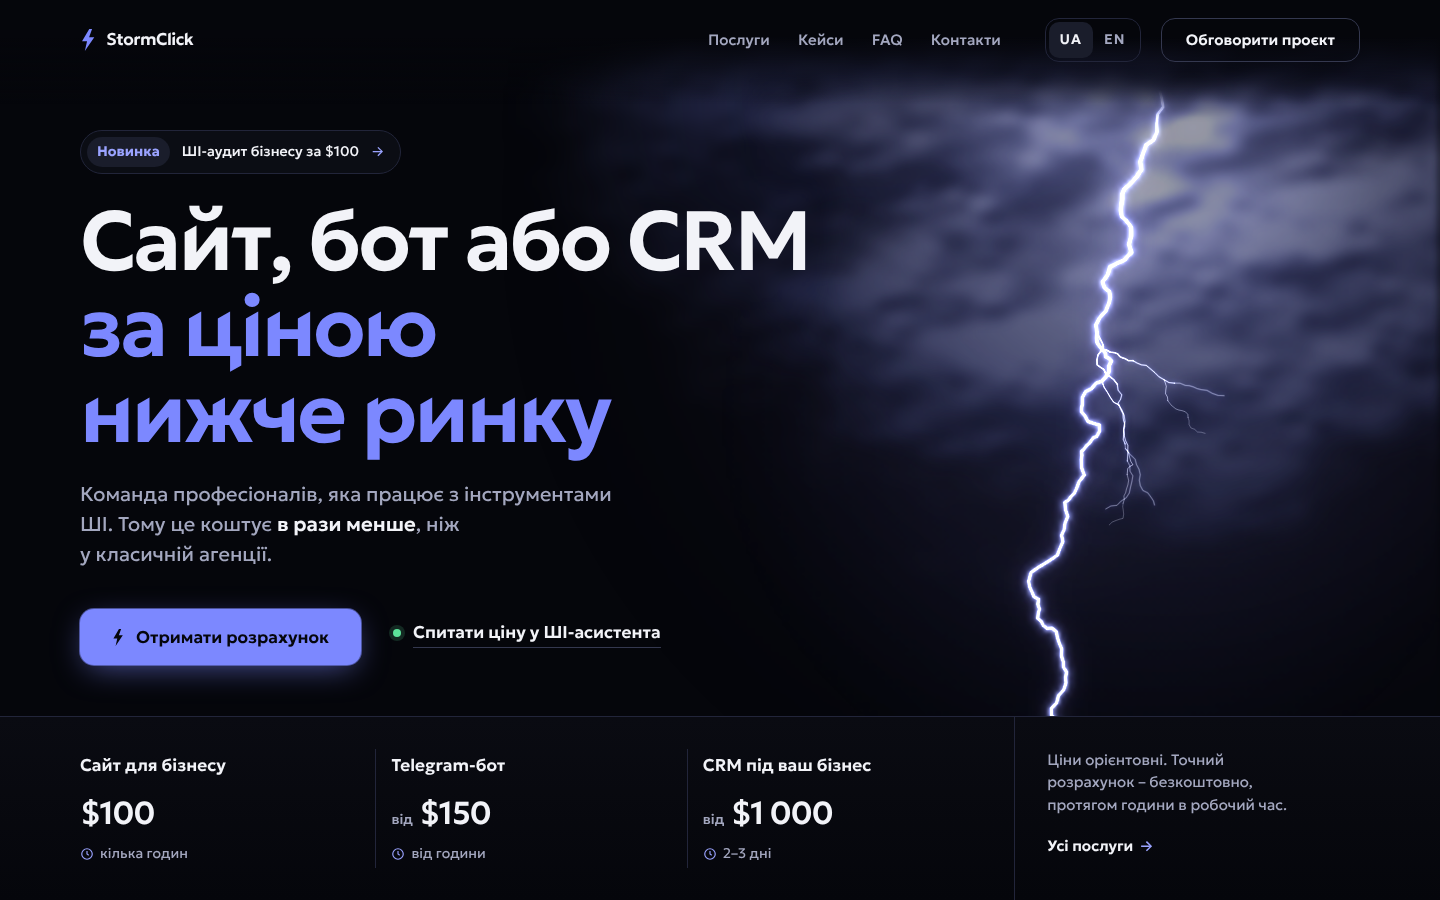 StormClick
Послуги
Кейси
FAQ
Контакти
UA
EN
Обговорити проєкт
Новинка
ШІ-аудит бізнесу за $100 →
Сайт, бот або CRM
за ціною
нижче ринку
Команда професіоналів, яка працює з інструментами
ШІ. Тому це коштує в рази менше, ніж
у класичній агенції.
Отримати розрахунок
Спитати ціну у ШІ-асистента
Сайт для бізнесу
$100
кілька годин
Telegram-бот
від $150
від години
CRM під ваш бізнес
від $1 000
2–3 дні
Ціни орієнтовні. Точний
розрахунок – безкоштовно,
протягом години в робочий час.
Усі послуги →